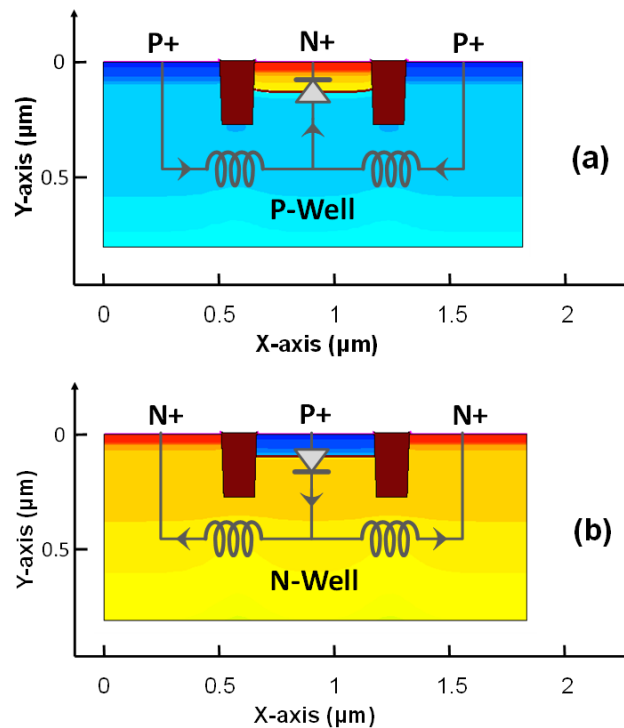 P+ N+ P+
0
0.5
Y-axis (µm)
P-Well
(a)
0 0.5 1 1.5 2
X-axis (µm)
N+ P+ N+
0
0.5
Y-axis (µm)
N-Well
(b)
0 0.5 1 1.5 2
X-axis (µm)